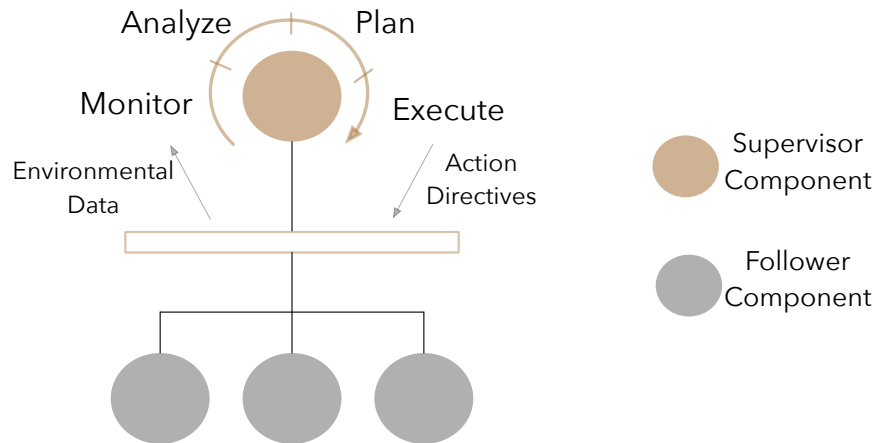 Analyze
Plan
Monitor
Execute
Environmental
Data
Action
Directives
Supervisor
Component
Follower
Component